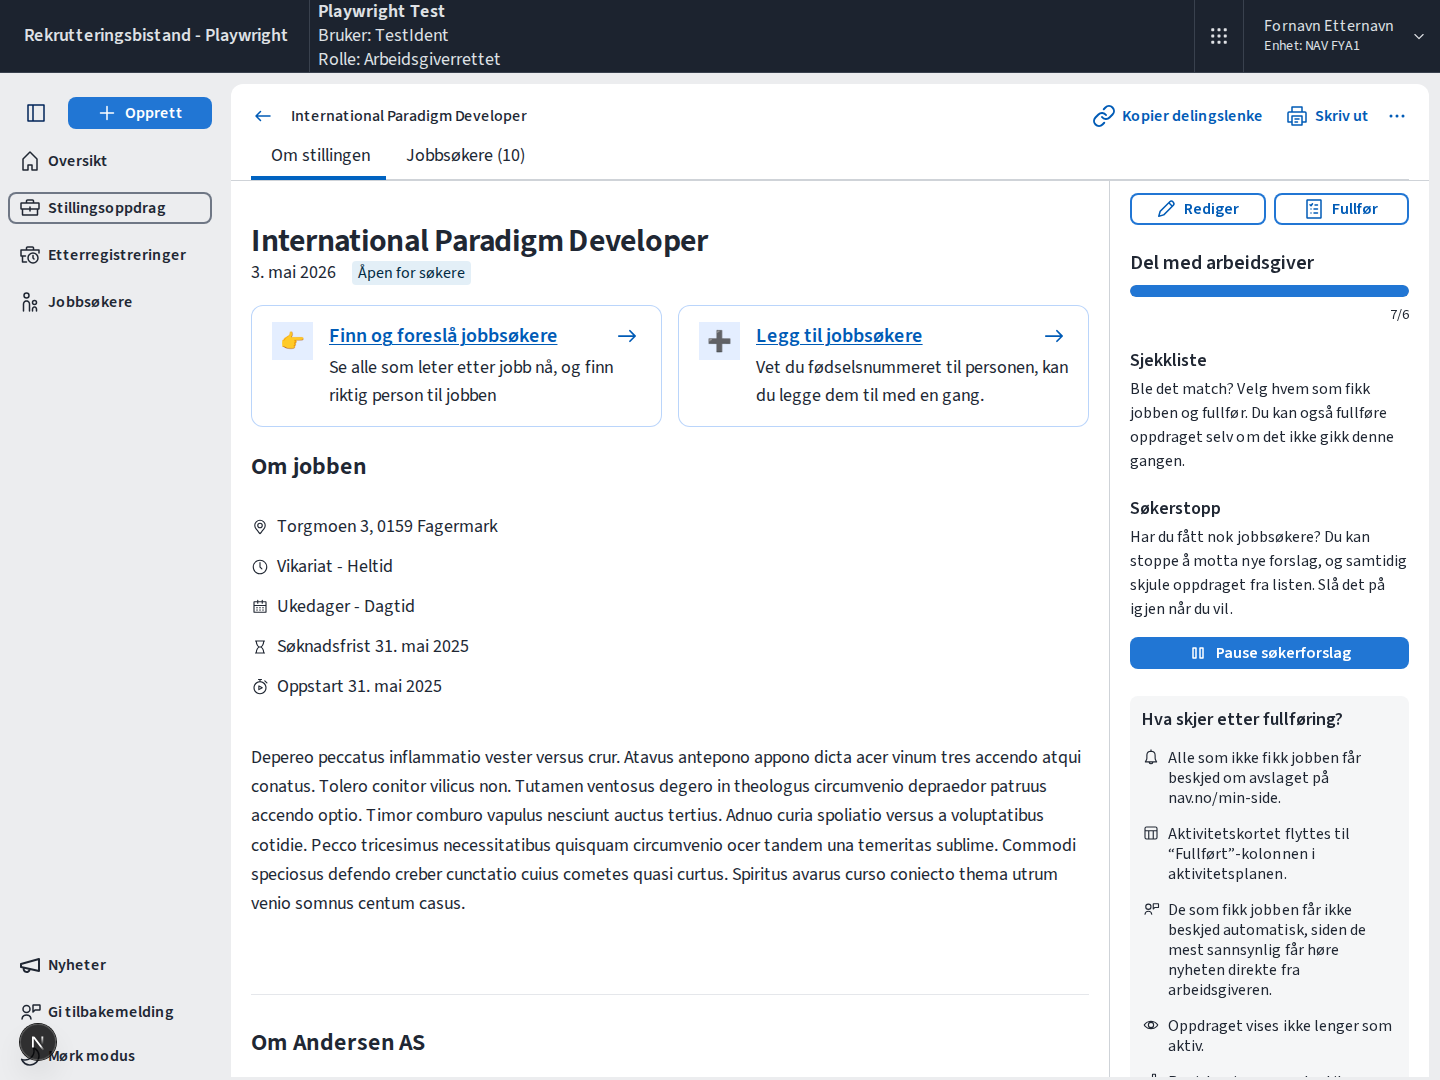 Rekrutteringsbistand - Playwright
Playwright Test
Bruker: TestIdent
Rolle: Arbeidsgiverrettet
Fornavn Etternavn
Enhet: NAV FYA1
Opprett
Oversikt
Stillingsoppdrag
Etterregistreringer
Jobbsøkere
Nyheter
Gi tilbakemelding
N
Mørk modus
International Paradigm Developer
Kopier delingslenke
Skriv ut
Om stillingen
Jobbsøkere (10)
International Paradigm Developer
3. mai 2026
Åpen for søkere
Finn og foreslå jobbsøkere
Se alle som leter etter jobb nå, og finn
riktig person til jobben
Legg til jobbsøkere
Vet du fødselsnummeret til personen, kan
du legge dem til med en gang.
Om jobben
Torgmoen 3, 0159 Fagermark
Vikariat - Heltid
Ukedager - Dagtid
Søknadsfrist 31. mai 2025
Oppstart 31. mai 2025
Depereo peccatus inflammatio vester versus crur. Atavus antepono appono dicta acer vinum tres accendo atqui
conatus. Tolero conitor vilicus non. Tutamen ventosus degero in theologus circumvenio depraedor patruus
accendo optio. Timor comburo vapulus nesciunt auctus tertius. Adnuo curia spoliatio versus a voluptatibus
cotidie. Pecco tricesimus necessitatibus quisquam circumvenio ocer tandem una temeritas sublime. Commodi
speciosus defendo creber cunctatio cuius cometes quasi curtus. Spiritus avarus curso coniecto thema utrum
venio somnus centum casus.
Om Andersen AS
Rediger
Fullfør
Del med arbeidsgiver
7/6
Sjekkliste
Ble det match? Velg hvem som fikk
jobben og fullfør. Du kan også fullføre
oppdraget selv om det ikke gikk denne
gangen.
Søkerstopp
Har du fått nok jobbsøkere? Du kan
stoppe å motta nye forslag, og samtidig
skjule oppdraget fra listen. Slå det på
igjen når du vil.
Pause søkerforslag
Hva skjer etter fullføring?
Alle som ikke fikk jobben får
beskjed om avslaget på
nav.no/min-side.
Aktivitetskortet flyttes til
“Fullført”-kolonnen i
aktivitetsplanen.
De som fikk jobben får ikke
beskjed automatisk, siden de
mest sannsynlig får høre
nyheten direkte fra
arbeidsgiveren.
Oppdraget vises ikke lenger som
aktiv.